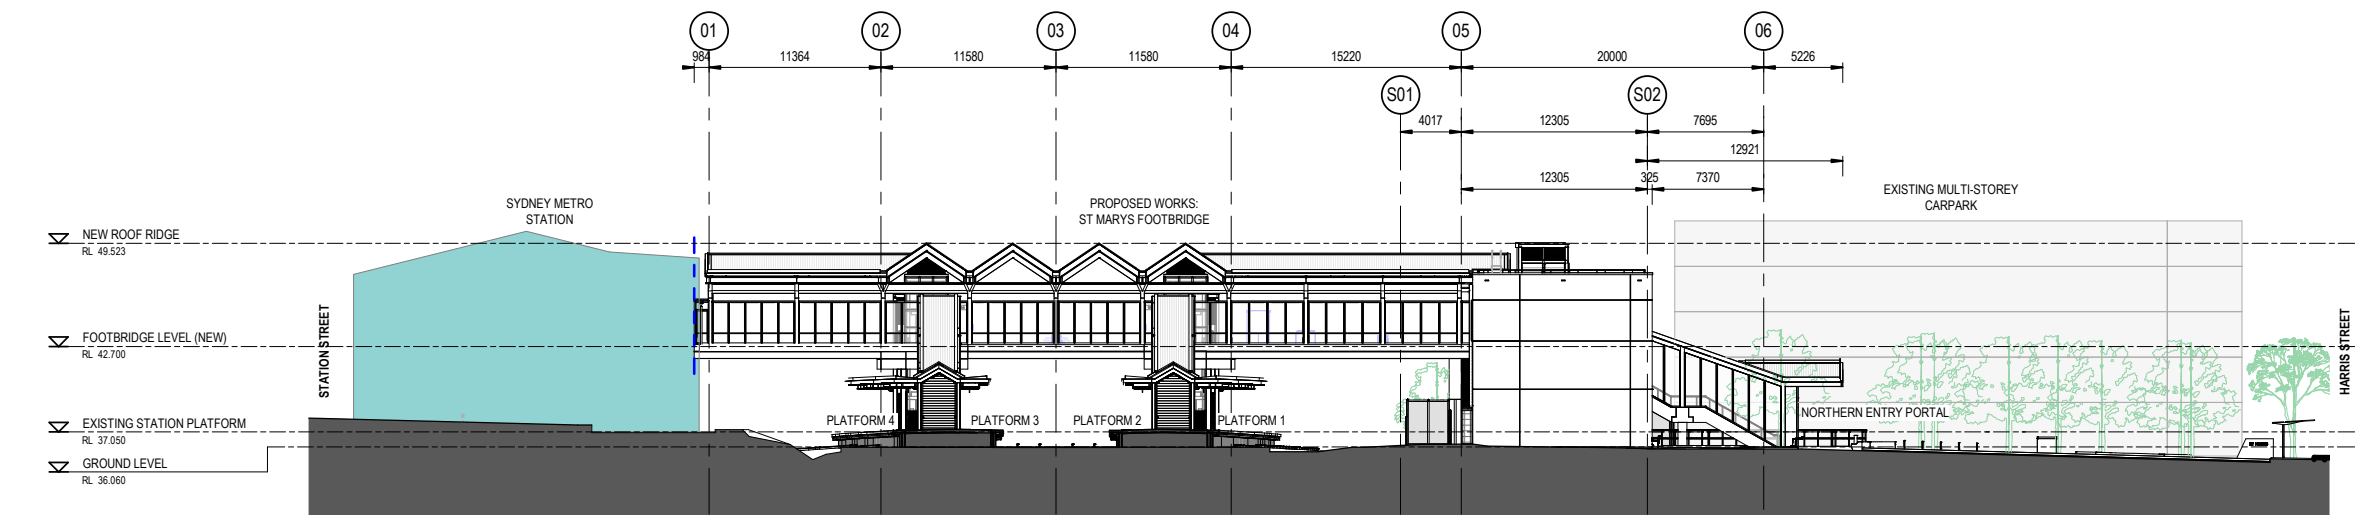 01 02 03 04 05 06
984 11364 11580 11580 15220 20000 5226
S01 S02
4017 12305 7695
12921
12305 325 7370
SYDNEY METRO
STATION
PROPOSED WORKS:
ST MARYS FOOTBRIDGE
EXISTING MULTI-STOREY
CARPARK
NEW ROOF RIDGE
RL 49.523
FOOTBRIDGE LEVEL (NEW)
RL 42.700
EXISTING STATION PLATFORM
RL 37.050
GROUND LEVEL
RL 36.060
STATION STREET
PLATFORM 4
PLATFORM 3
PLATFORM 2
PLATFORM 1
NORTHERN ENTRY PORTAL
HARRIS STREET